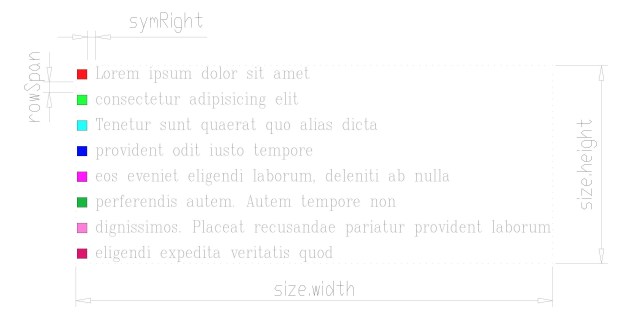 symRight
rowSpan
Lorem ipsum dolor sit amet
consectetur adipisicing elit
Tenetur sunt quaerat quo alias dicta
provident odit iusto tempore
eos eveniet eligendi laborum, deleniti ab nulla
perferendis autem. Autem tempore non
dignissimos. Placeat recusandae pariatur provident laborum
eligendi expedita veritatis quod
size.height
size.width